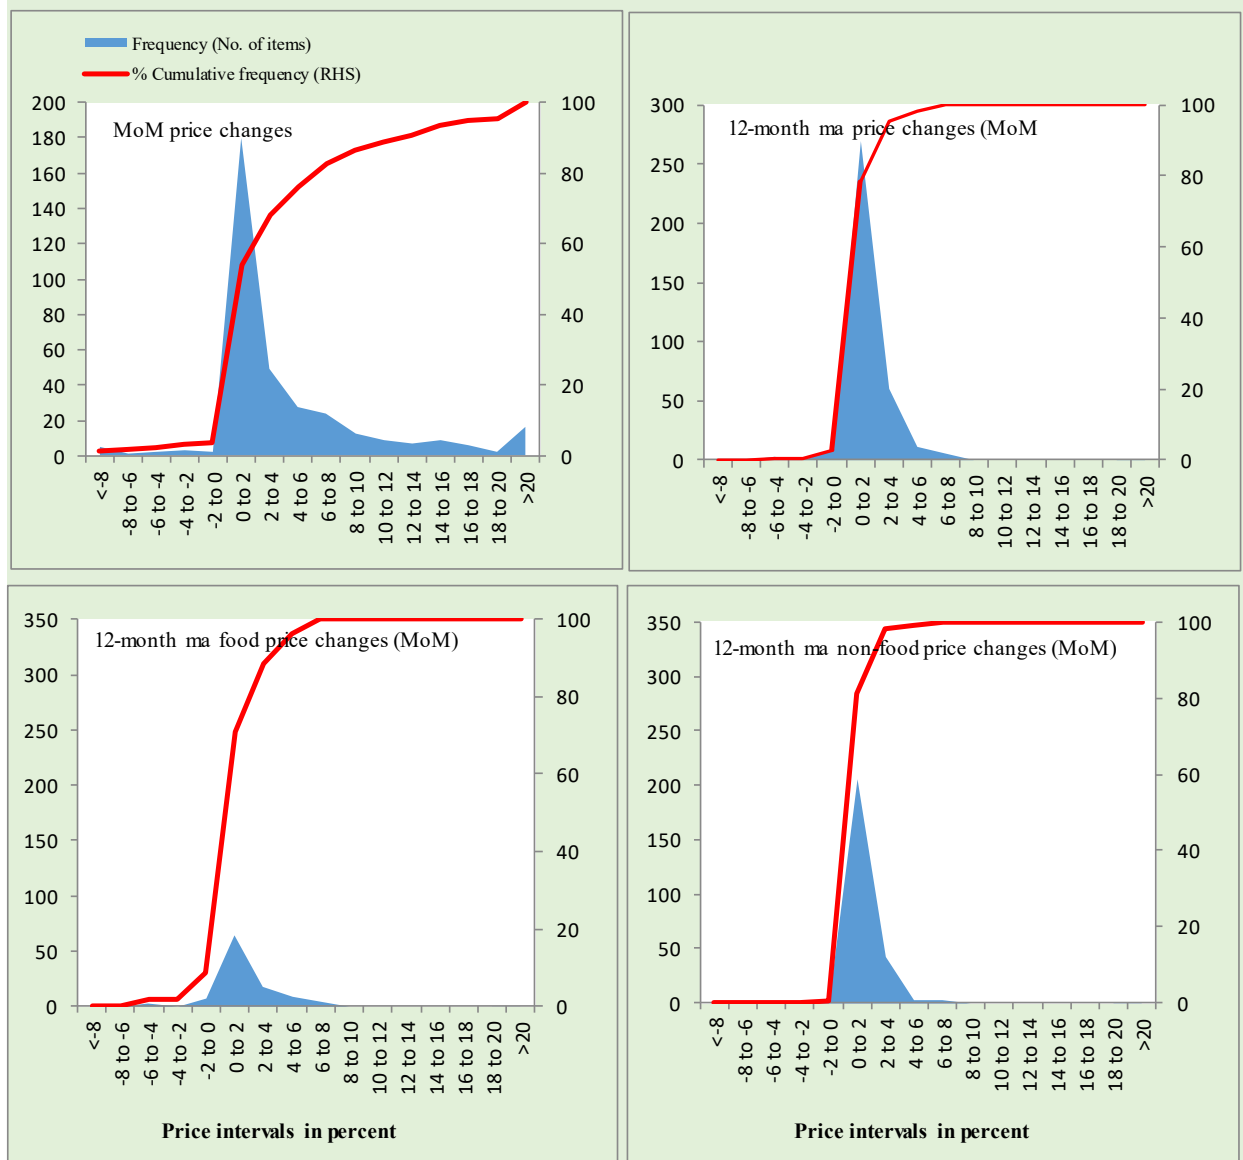 Frequency (No. of items)
% Cumulative frequency (RHS)
MoM price changes
200
180
160
140
120
100
80
60
40
20
0
100
80
60
40
20
0
<-8
-8 to -6
-6 to -4
-4 to -2
-2 to 0
0 to 2
2 to 4
4 to 6
6 to 8
8 to 10
10 to 12
12 to 14
14 to 16
16 to 18
18 to 20
>20
12-month ma price changes (MoM
300
250
200
150
100
50
0
100
80
60
40
20
0
<-8
-8 to -6
-6 to -4
-4 to -2
-2 to 0
0 to 2
2 to 4
4 to 6
6 to 8
8 to 10
10 to 12
12 to 14
14 to 16
16 to 18
18 to 20
>20
12-month ma food price changes (MoM)
350
300
250
200
150
100
50
0
100
80
60
40
20
0
<-8
-8 to -6
-6 to -4
-4 to -2
-2 to 0
0 to 2
2 to 4
4 to 6
6 to 8
8 to 10
10 to 12
12 to 14
14 to 16
16 to 18
18 to 20
>20
Price intervals in percent
12-month ma non-food price changes (MoM)
350
300
250
200
150
100
50
0
100
80
60
40
20
0
<-8
-8 to -6
-6 to -4
-4 to -2
-2 to 0
0 to 2
2 to 4
4 to 6
6 to 8
8 to 10
10 to 12
12 to 14
14 to 16
16 to 18
18 to 20
>20
Price intervals in percent